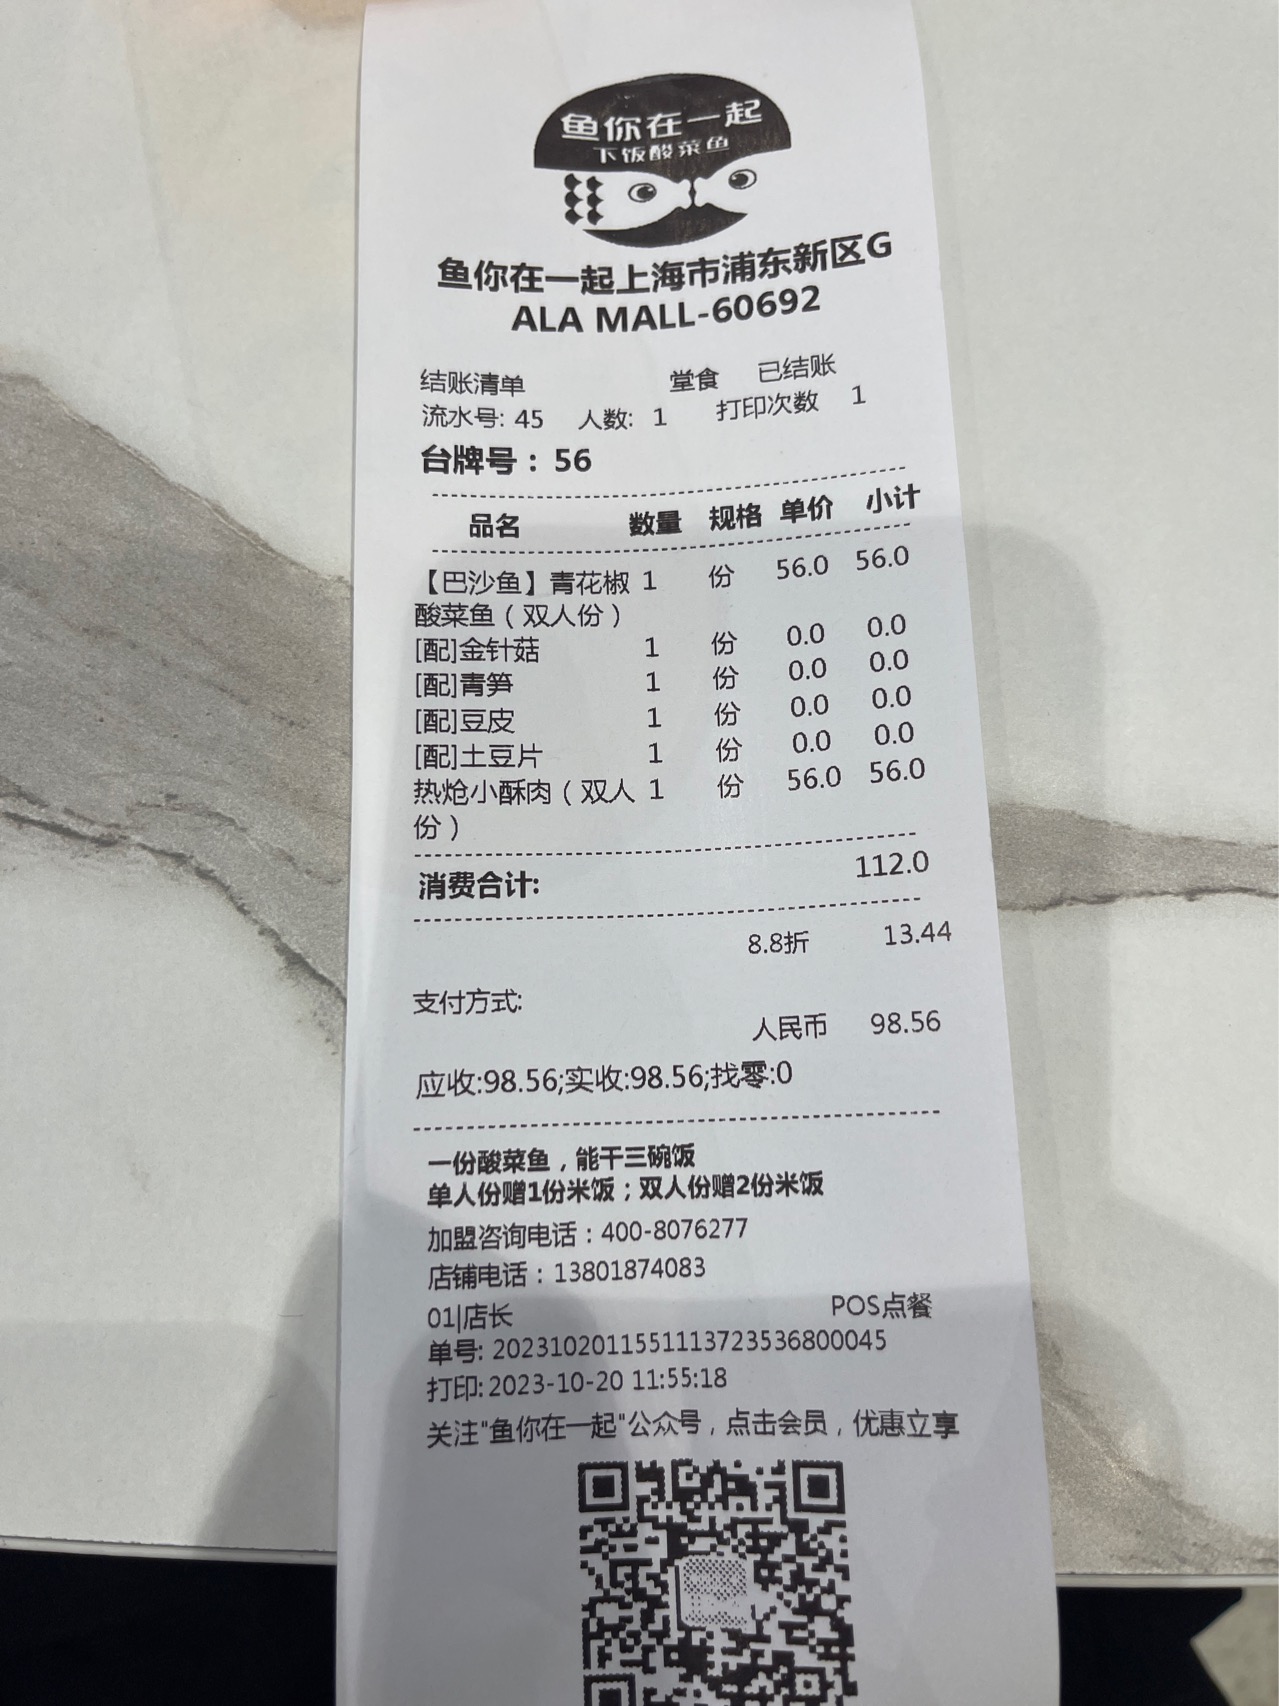 鱼你在一起
下饭酸菜鱼
鱼你在一起上海市浦东新区G
ALA MALL-60692
结账清单 堂食 已结账
流水号: 45 人数: 1 打印次数 1
台牌号：56
品名 数量 规格 单价 小计
【巴沙鱼】青花椒 1 份 56.0 56.0
酸菜鱼（双人份）
[配]金针菇 1 份 0.0 0.0
[配]青笋 1 份 0.0 0.0
[配]豆皮 1 份 0.0 0.0
[配]土豆片 1 份 0.0 0.0
热炝小酥肉（双人 1 份 56.0 56.0
份）
消费合计: 112.0
8.8折 13.44
支付方式:
人民币 98.56
应收:98.56;实收:98.56;找零:0
一份酸菜鱼，能干三碗饭
单人份赠1份米饭；双人份赠2份米饭
加盟咨询电话：400-8076277
店铺电话：13801874083
01|店长 POS点餐
单号: 20231020115511137235368​00045
打印: 2023-10-20 11:55:18
关注"鱼你在一起"公众号，点击会员，优惠立享